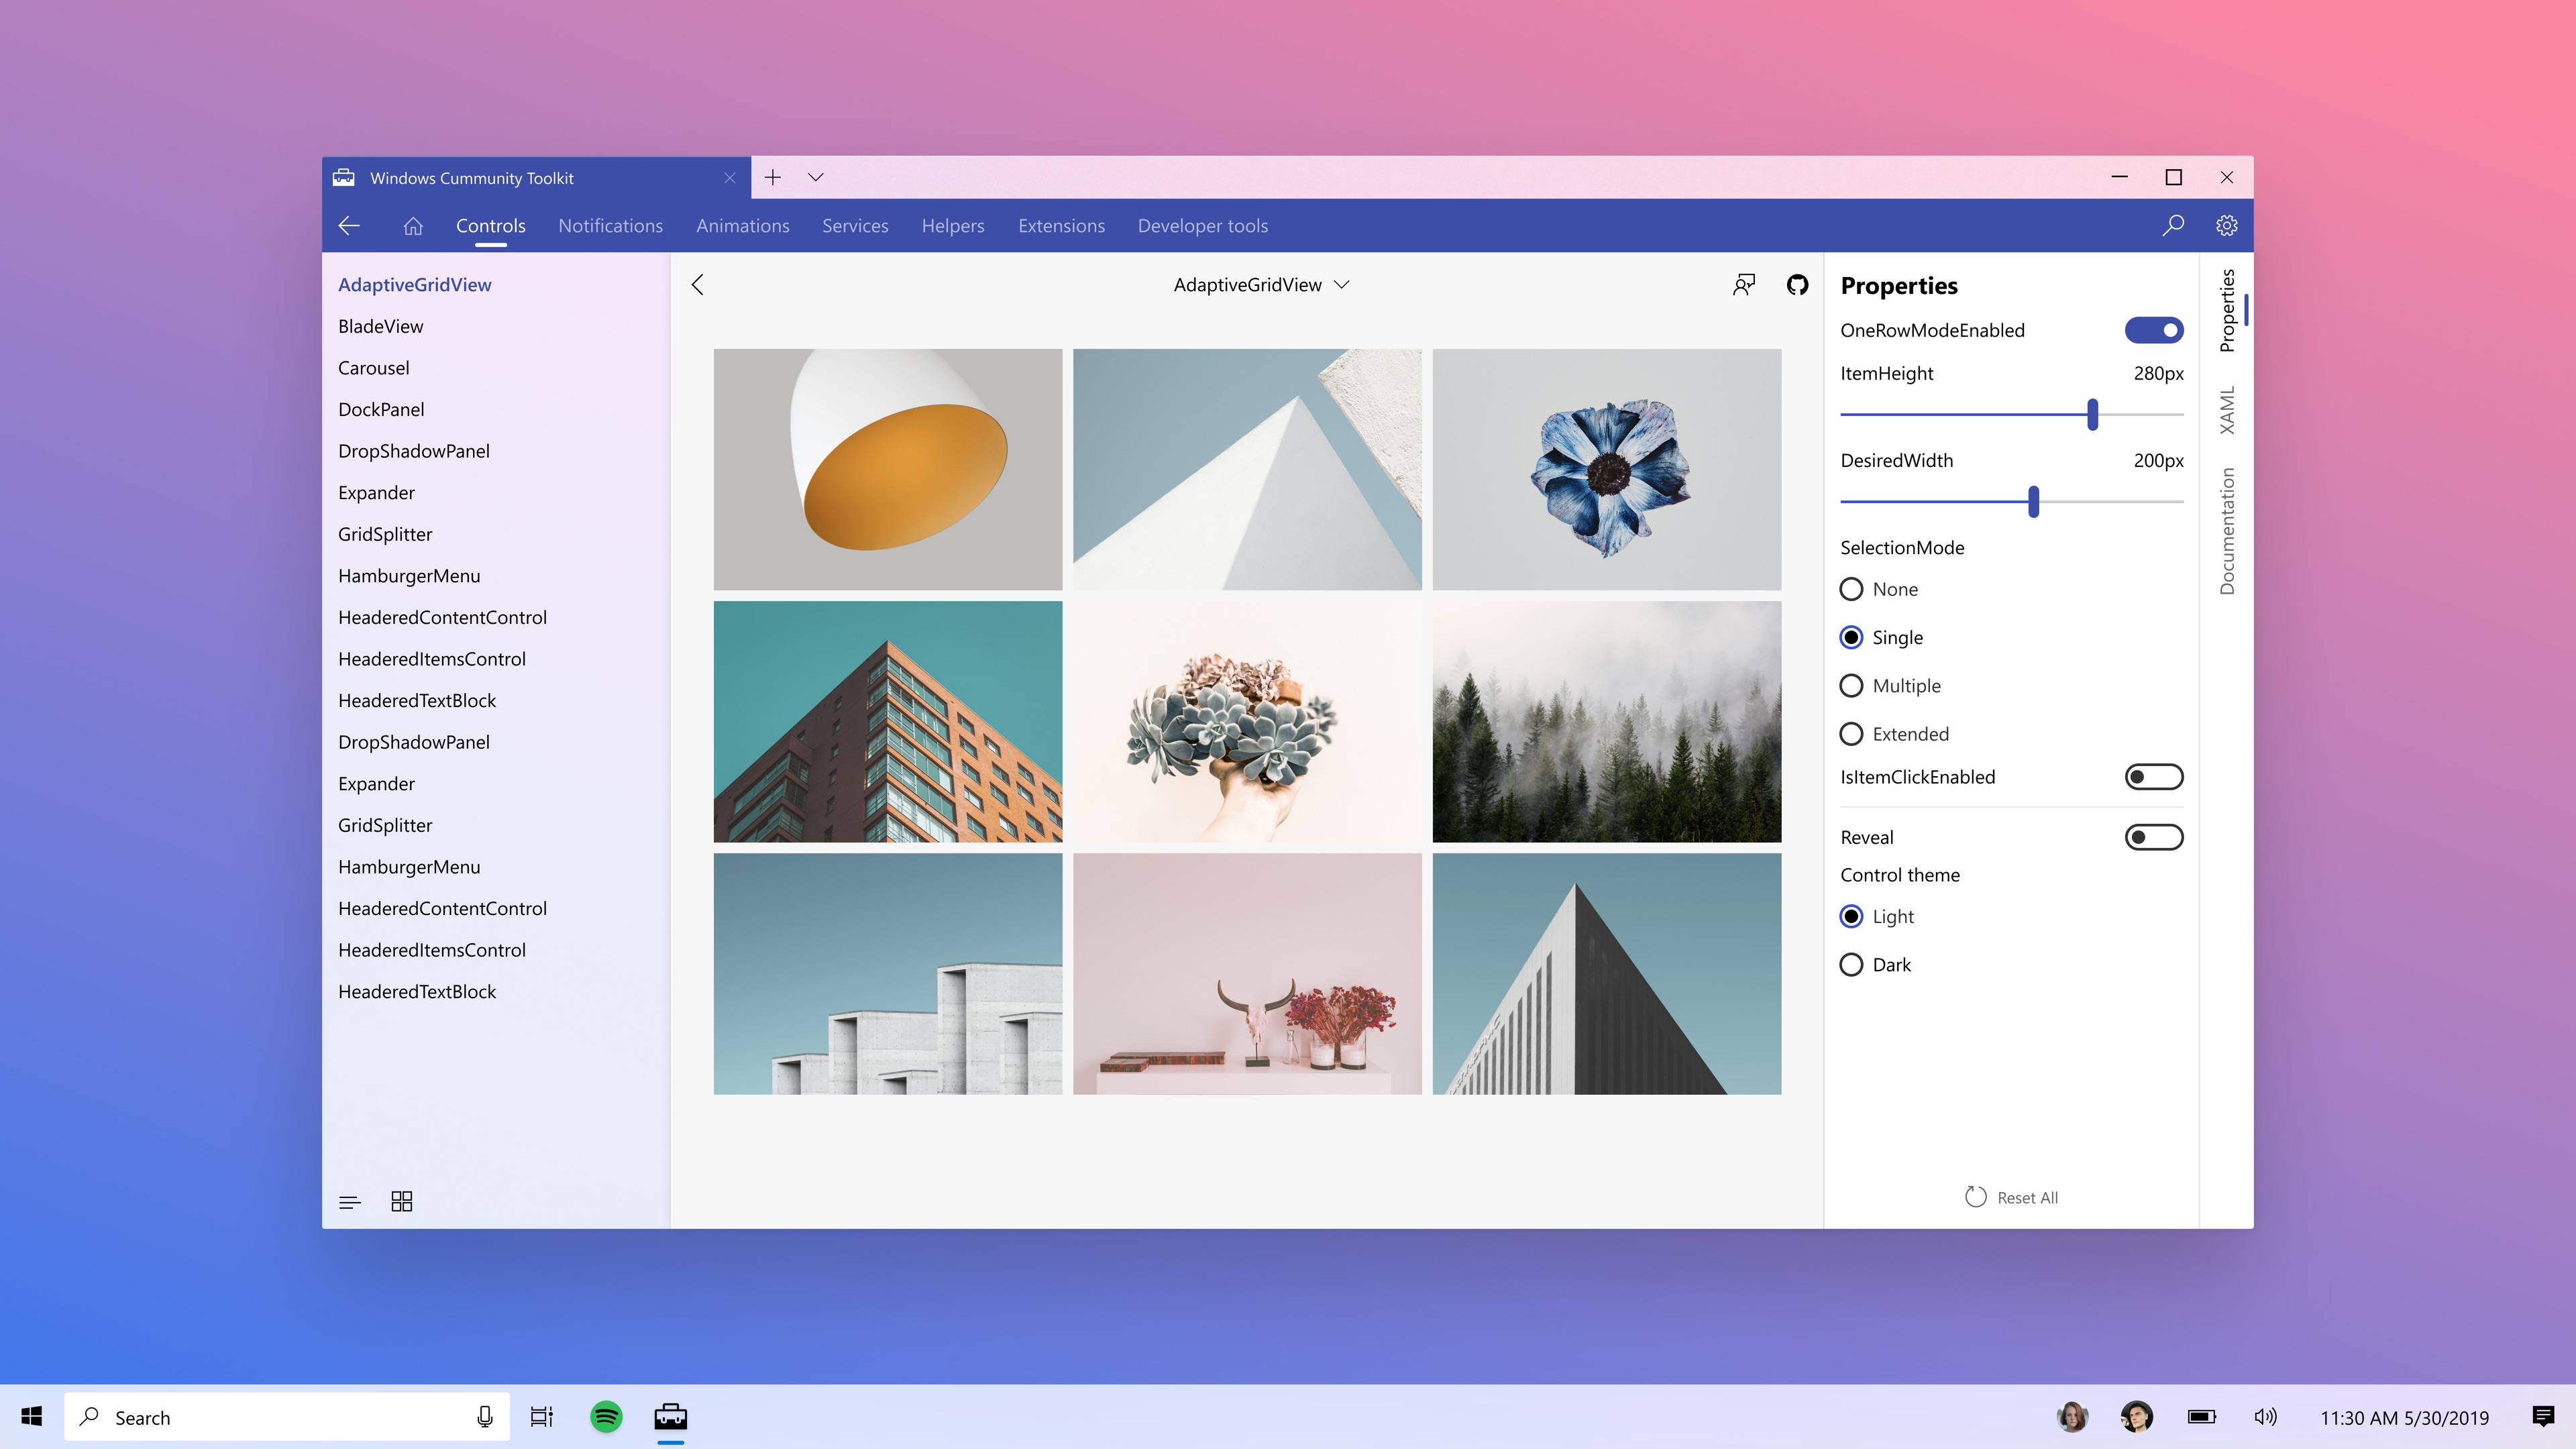 Windows Cummunity Toolkit
Controls Notifications Animations Services Helpers Extensions Developer tools
AdaptiveGridView
BladeView
Carousel
DockPanel
DropShadowPanel
Expander
GridSplitter
HamburgerMenu
HeaderedContentControl
HeaderedItemsControl
HeaderedTextBlock
DropShadowPanel
Expander
GridSplitter
HamburgerMenu
HeaderedContentControl
HeaderedItemsControl
HeaderedTextBlock
AdaptiveGridView
Properties
OneRowModeEnabled
ItemHeight 280px
DesiredWidth 200px
SelectionMode
None
Single
Multiple
Extended
IsItemClickEnabled
Reveal
Control theme
Light
Dark
Reset All
Properties
XAML
Documentation
Search
11:30 AM 5/30/2019